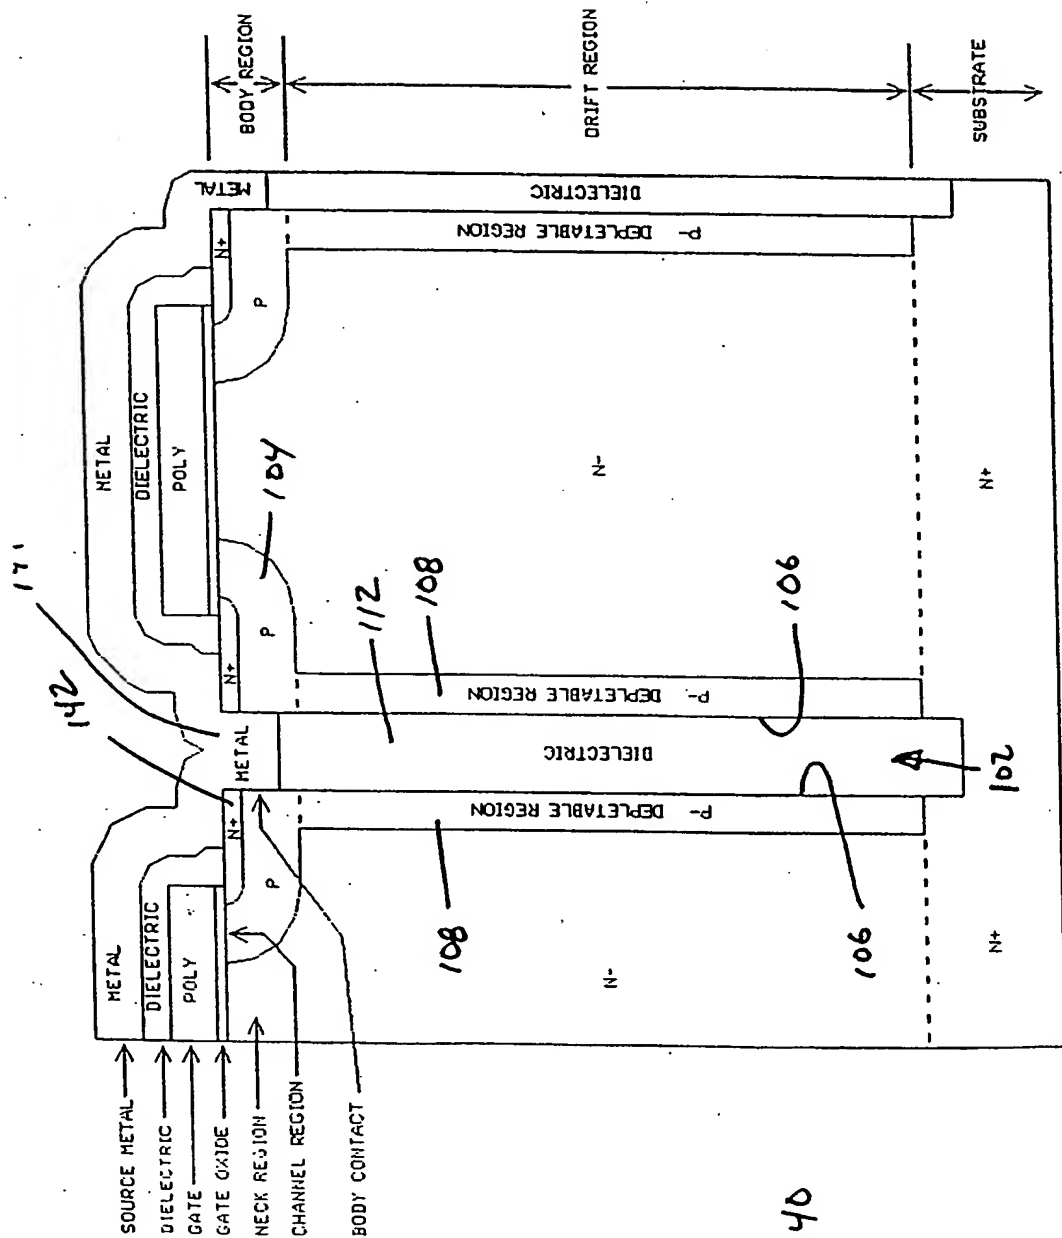 SOURCE METAL
DIELECTRIC
GATE
GATE OXIDE
NECK REGION
CHANNEL REGION
BODY CONTACT
METAL
DIELECTRIC
POLY
N+
P
142
METAL
METAL
DIELECTRIC
POLY
N+
P
104
N+
P
METAL
BODY REGION
DRIFT REGION
SUBSTRATE
N-
108
P- DEPLETABLE REGION
DIELECTRIC
112
P- DEPLETABLE REGION
108
106
106
102
N-
P- DEPLETABLE REGION
DIELECTRIC
N+
N+
40